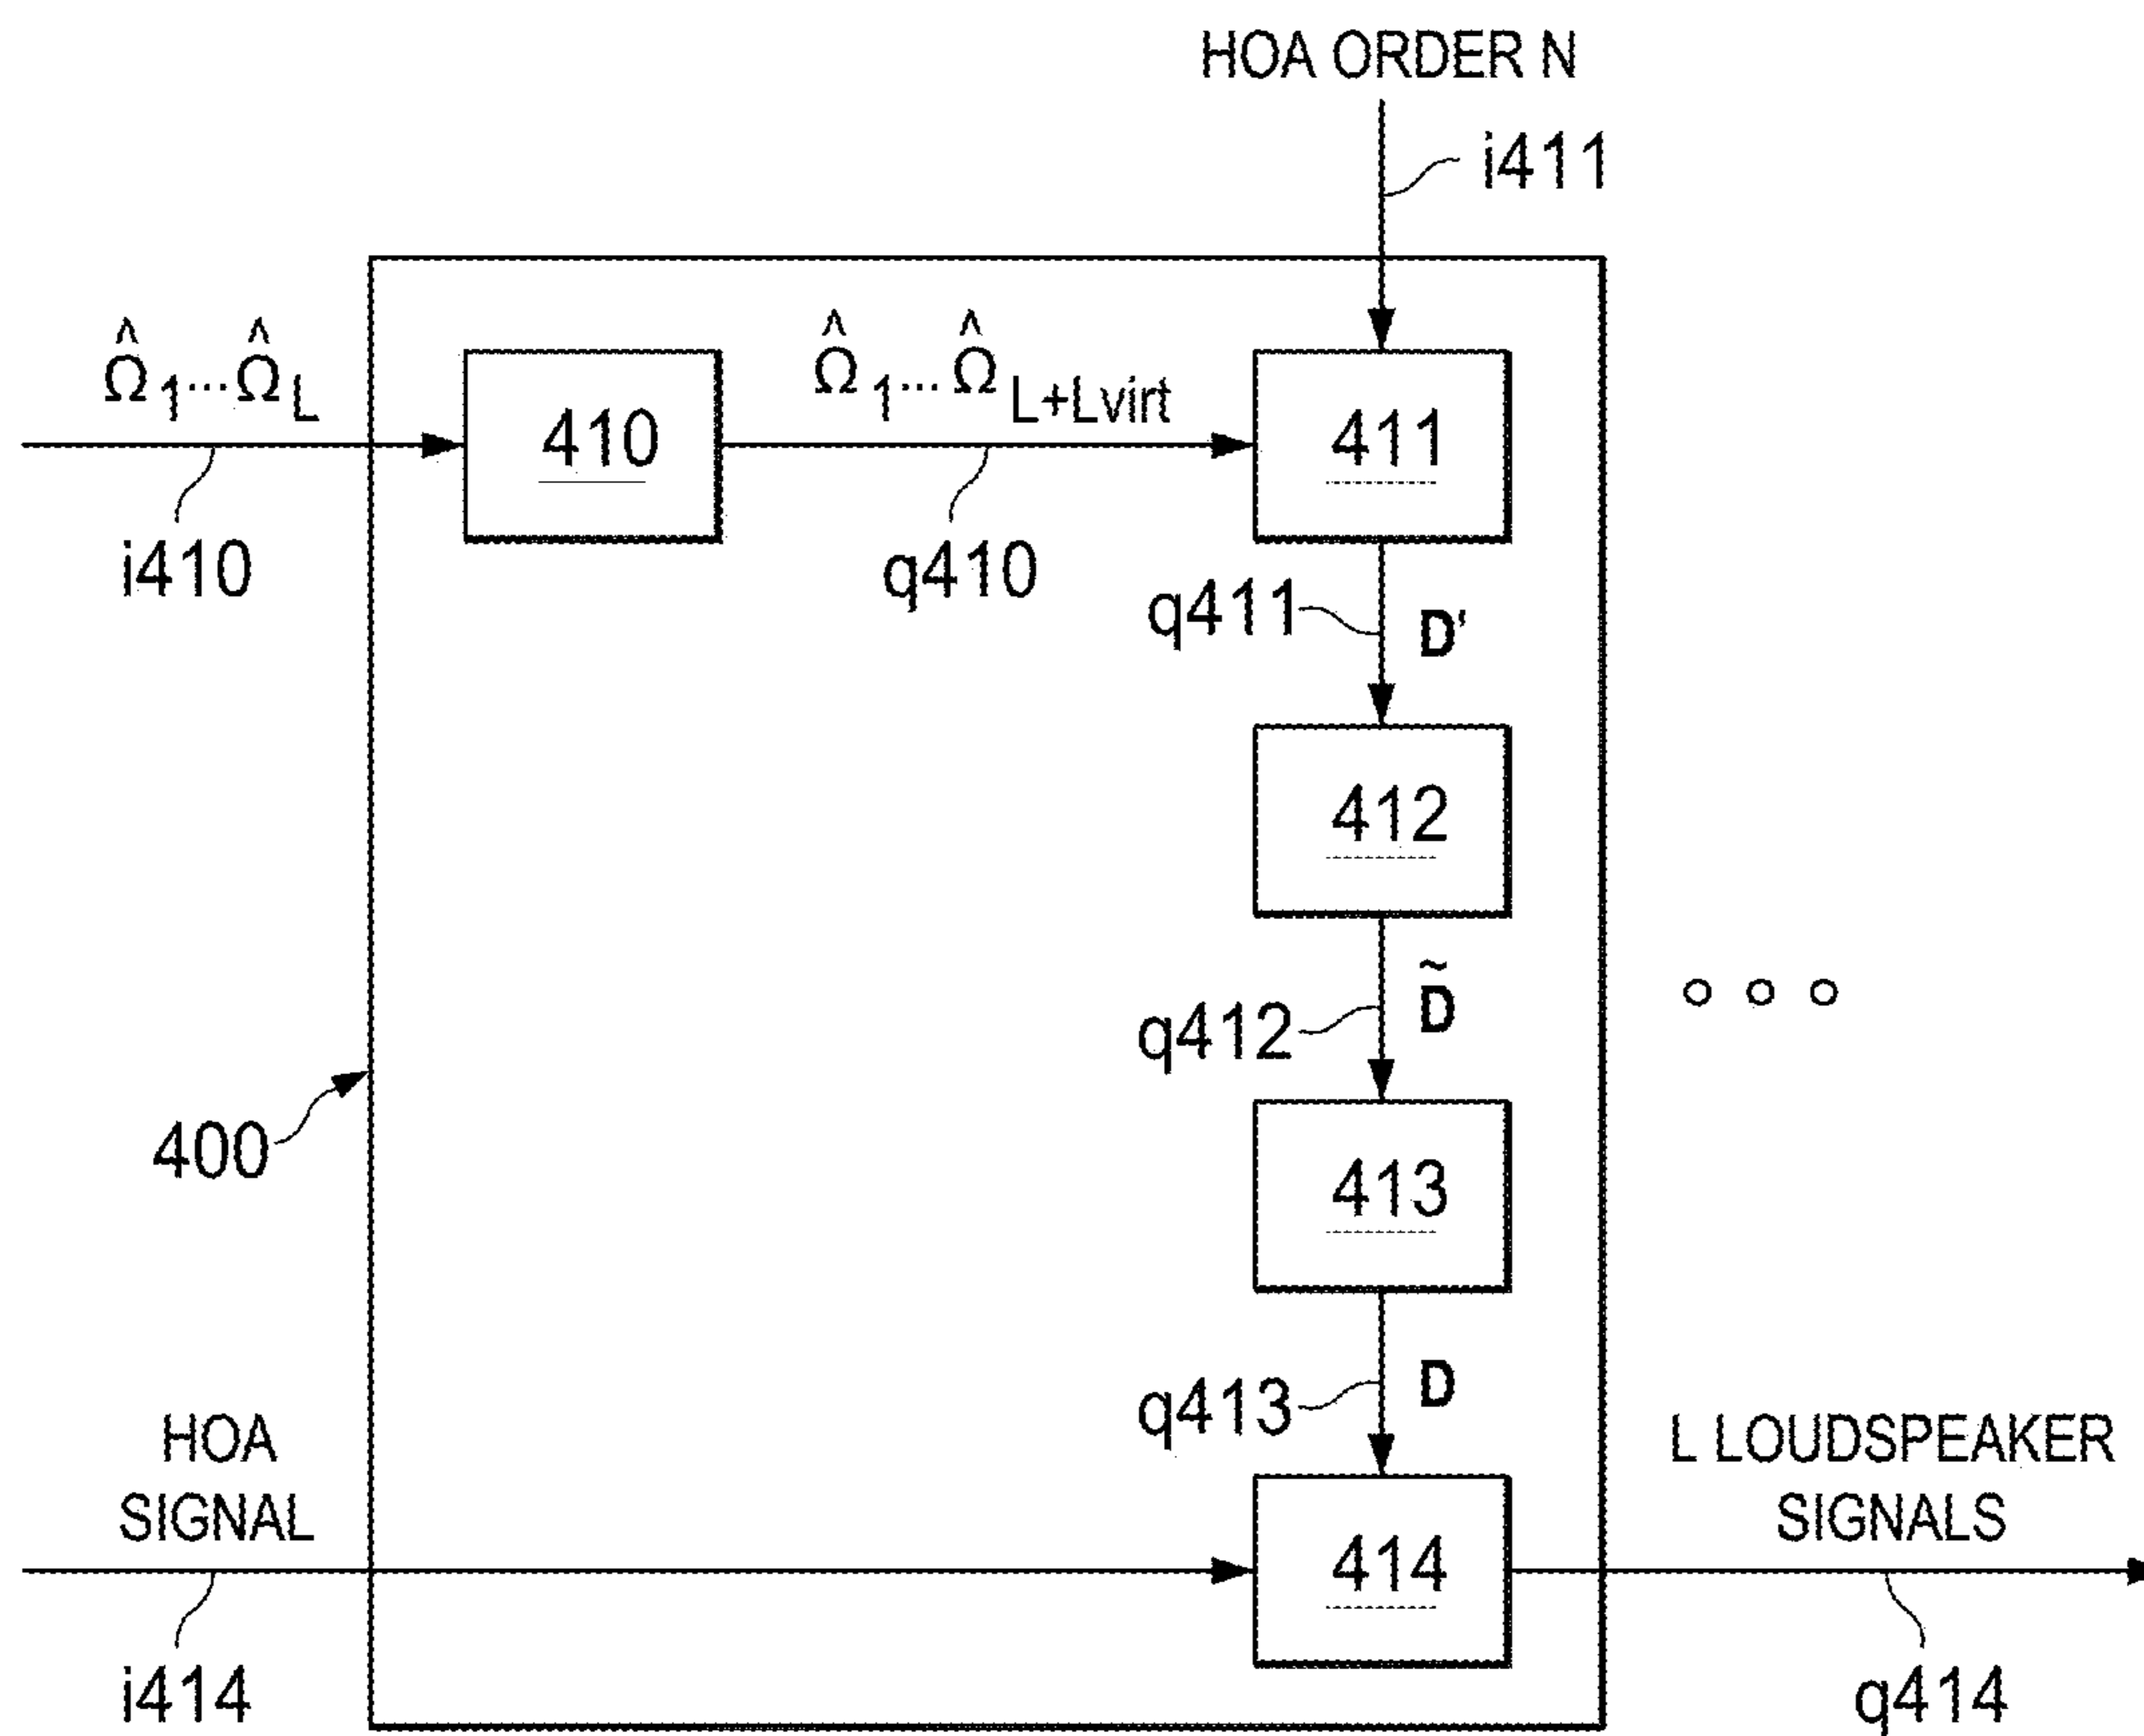 HOA ORDER N
i411
Ω̂1...Ω̂L
410
Ω̂1...Ω̂L+Lvirt
411
i410
q410
q411
D'
412
q412
D̃
400
413
q413
D
HOA
SIGNAL
414
L LOUDSPEAKER
SIGNALS
i414
q414